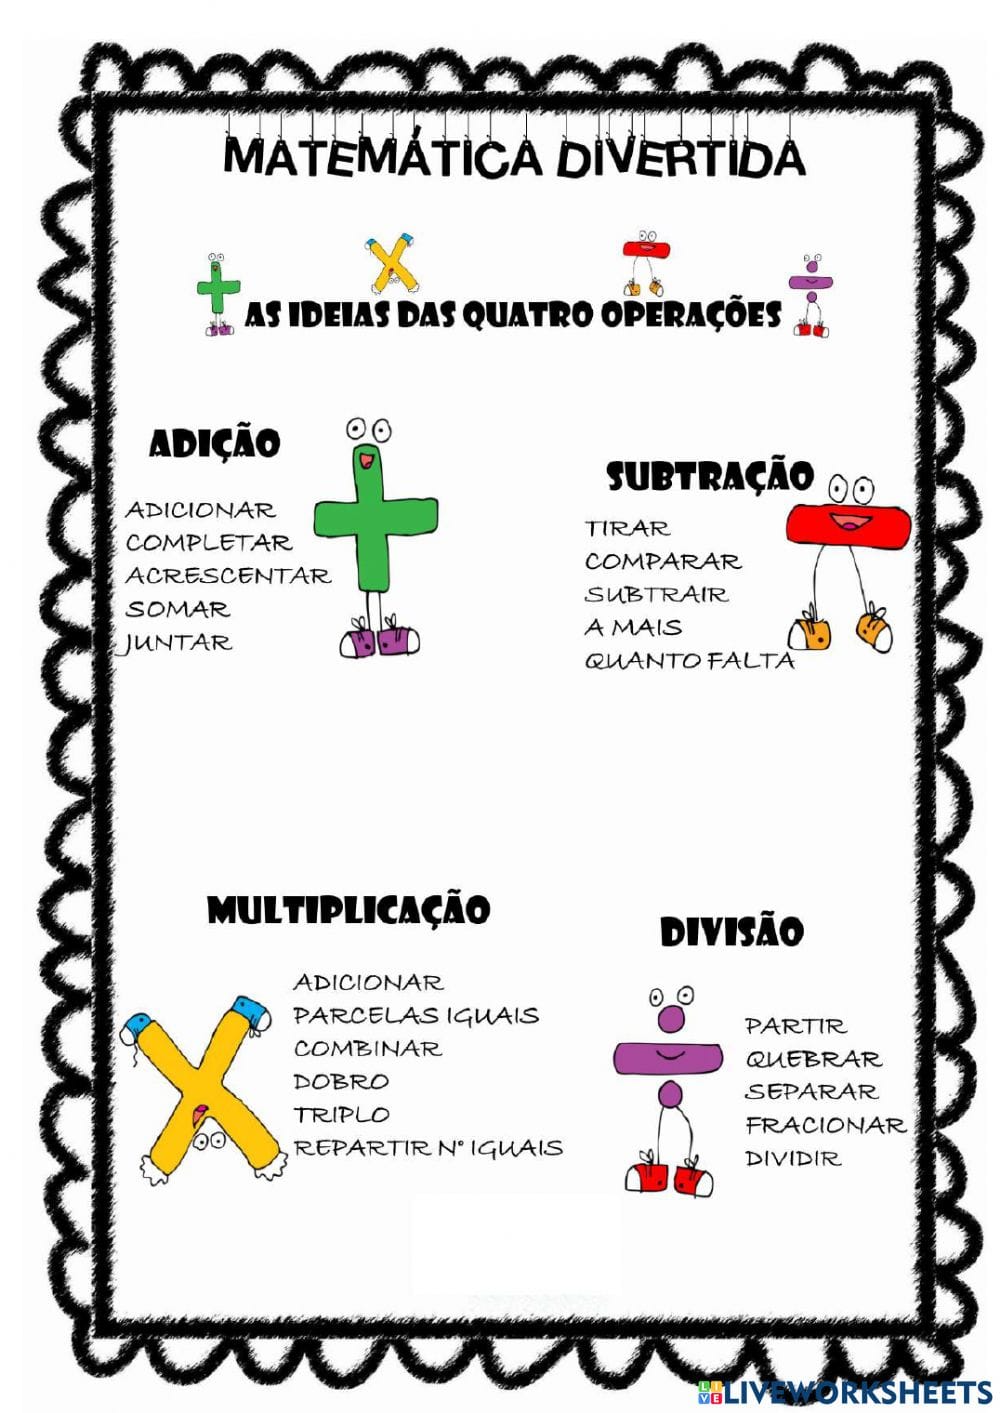 MATEMÁTICA DIVERTIDA
AS IDEIAS DAS QUATRO OPERAÇÕES
ADIÇÃO
ADICIONAR
COMPLETAR
ACRESCENTAR
SOMAR
JUNTAR
SUBTRAÇÃO
TIRAR
COMPARAR
SUBTRAIR
A MAIS
QUANTO FALTA
MULTIPLICAÇÃO
ADICIONAR
PARCELAS IGUAIS
COMBINAR
DOBRO
TRIPLO
REPARTIR N° IGUAIS
DIVISÃO
PARTIR
QUEBRAR
SEPARAR
FRACIONAR
DIVIDIR
LIVE LIVEWORKSHEETS